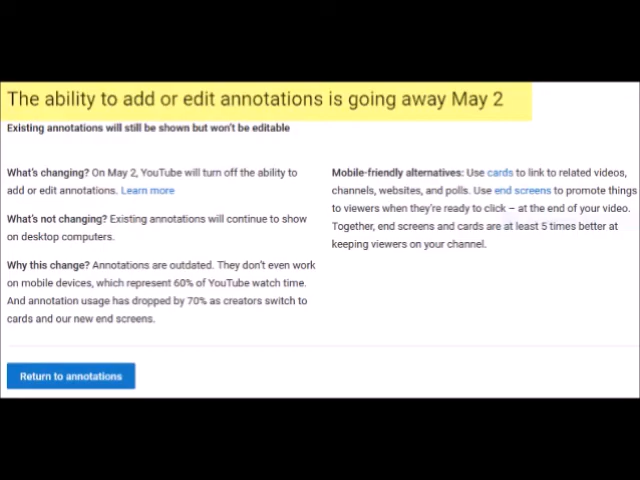 The ability to add or edit annotations is going away May 2
Existing annotations will still be shown but won't be editable
What's changing? On May 2, YouTube will turn off the ability to
add or edit annotations. Learn more
What's not changing? Existing annotations will continue to show
on desktop computers.
Why this change? Annotations are outdated. They don't even work
on mobile devices, which represent 60% of YouTube watch time.
And annotation usage has dropped by 70% as creators switch to
cards and our new end screens.
Mobile-friendly alternatives: Use cards to link to related videos,
channels, websites, and polls. Use end screens to promote things
to viewers when they're ready to click – at the end of your video.
Together, end screens and cards are at least 5 times better at
keeping viewers on your channel.
Return to annotations